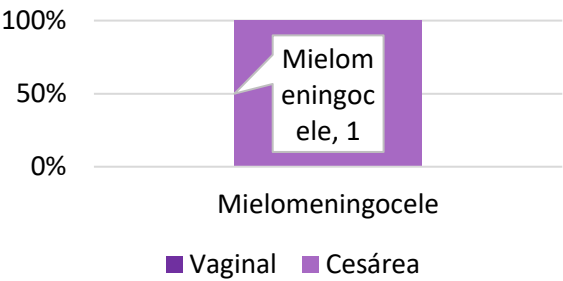 100%
50%
0%
Mielom
eningoc
ele, 1
Mielomeningocele
Vaginal Cesárea